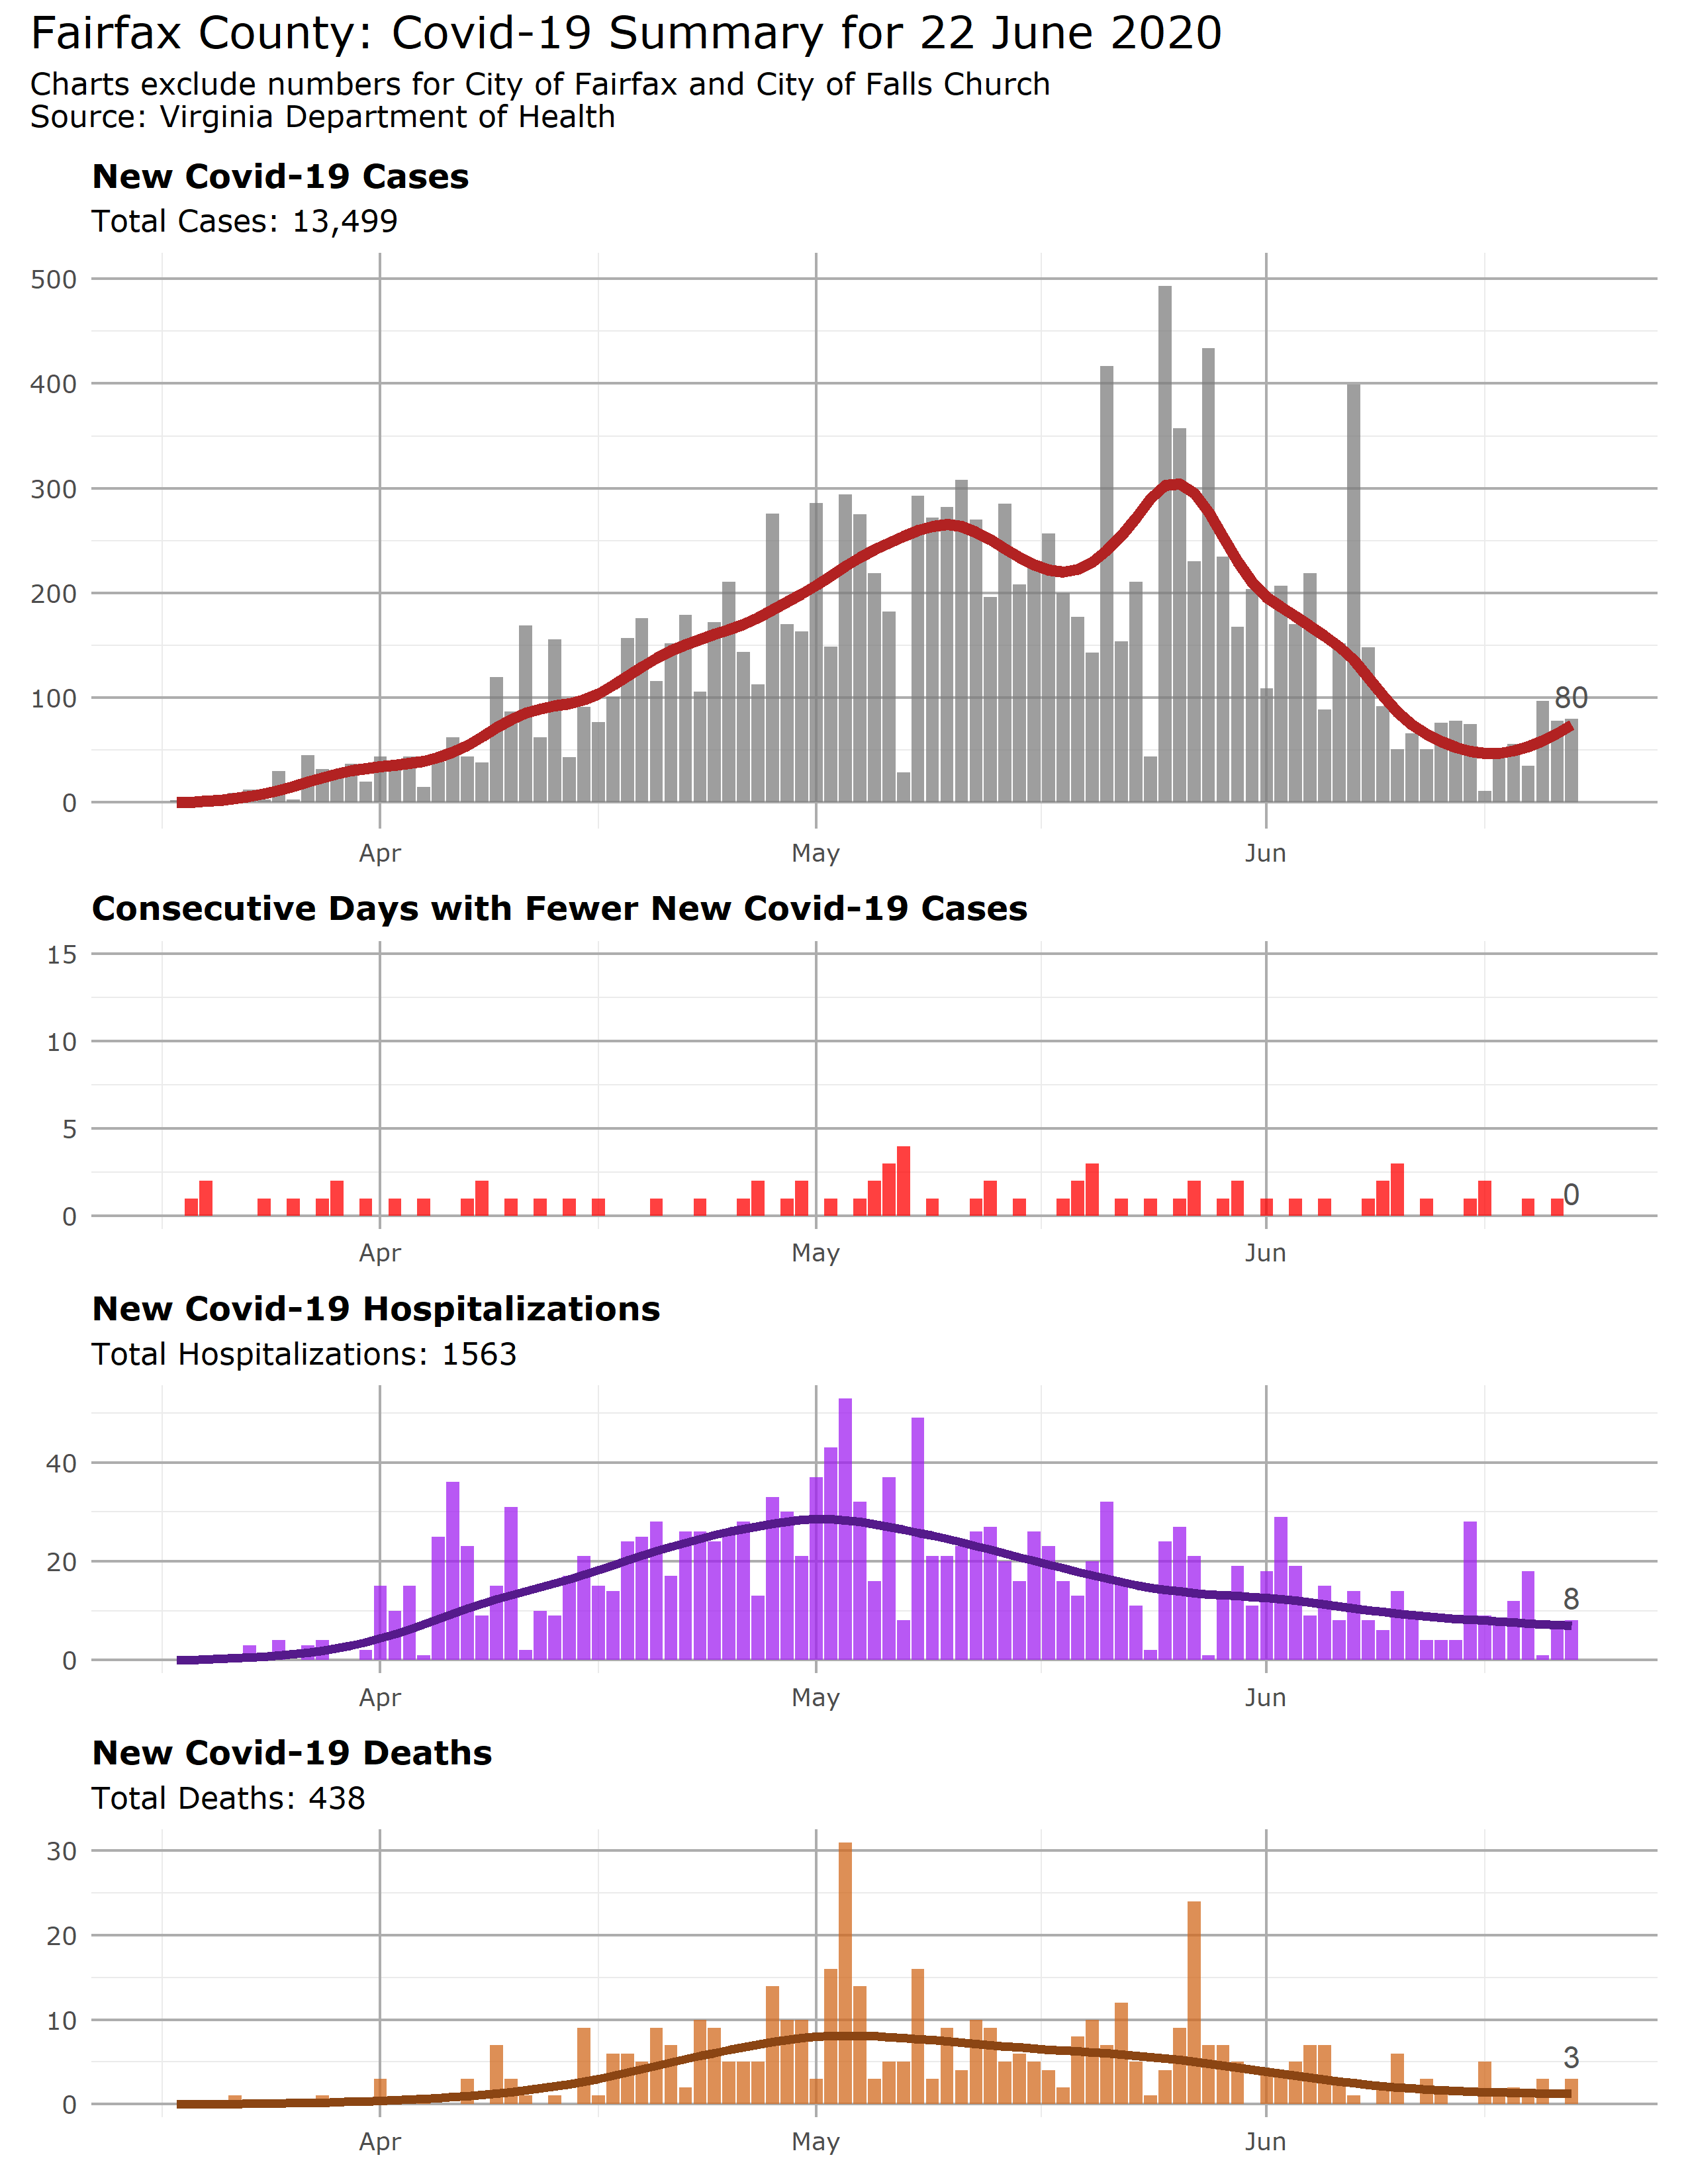 Fairfax County: Covid-19 Summary for 22 June 2020
Charts exclude numbers for City of Fairfax and City of Falls Church
Source: Virginia Department of Health
New Covid-19 Cases
Total Cases: 13,499
500
400
300
200
100
0
80
Apr May Jun
Consecutive Days with Fewer New Covid-19 Cases
15
10
5
0
0
Apr May Jun
New Covid-19 Hospitalizations
Total Hospitalizations: 1563
40
20
0
8
Apr May Jun
New Covid-19 Deaths
Total Deaths: 438
30
20
10
0
3
Apr May Jun